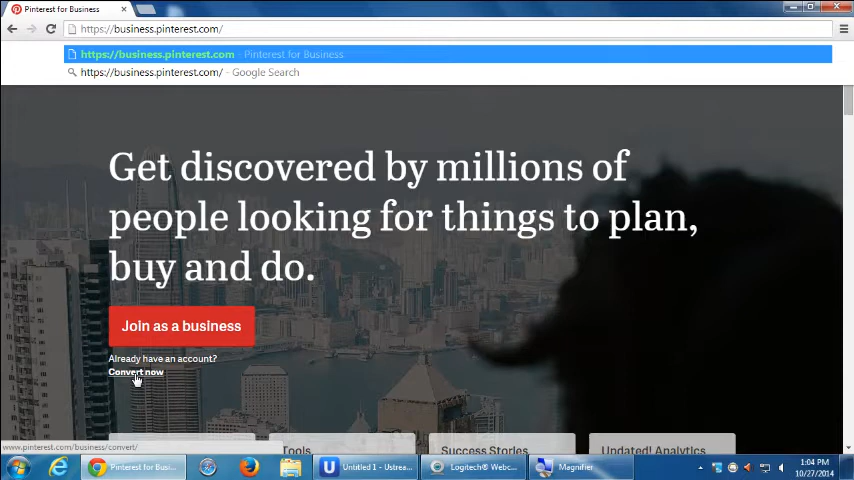 Pinterest for Business
https://business.pinterest.com/
https://business.pinterest.com - Pinterest for Business
https://business.pinterest.com/ - Google Search
Get discovered by millions of
people looking for things to plan,
buy and do.
Join as a business
Already have an account?
Convert now
Tools
Success Stories
Updated! Analytics
www.pinterest.com/business/convert/
Pinterest for Busi...
Untitled 1 - Ustrea...
Logitech® Webc...
Magnifier
1:04 PM
10/27/2014